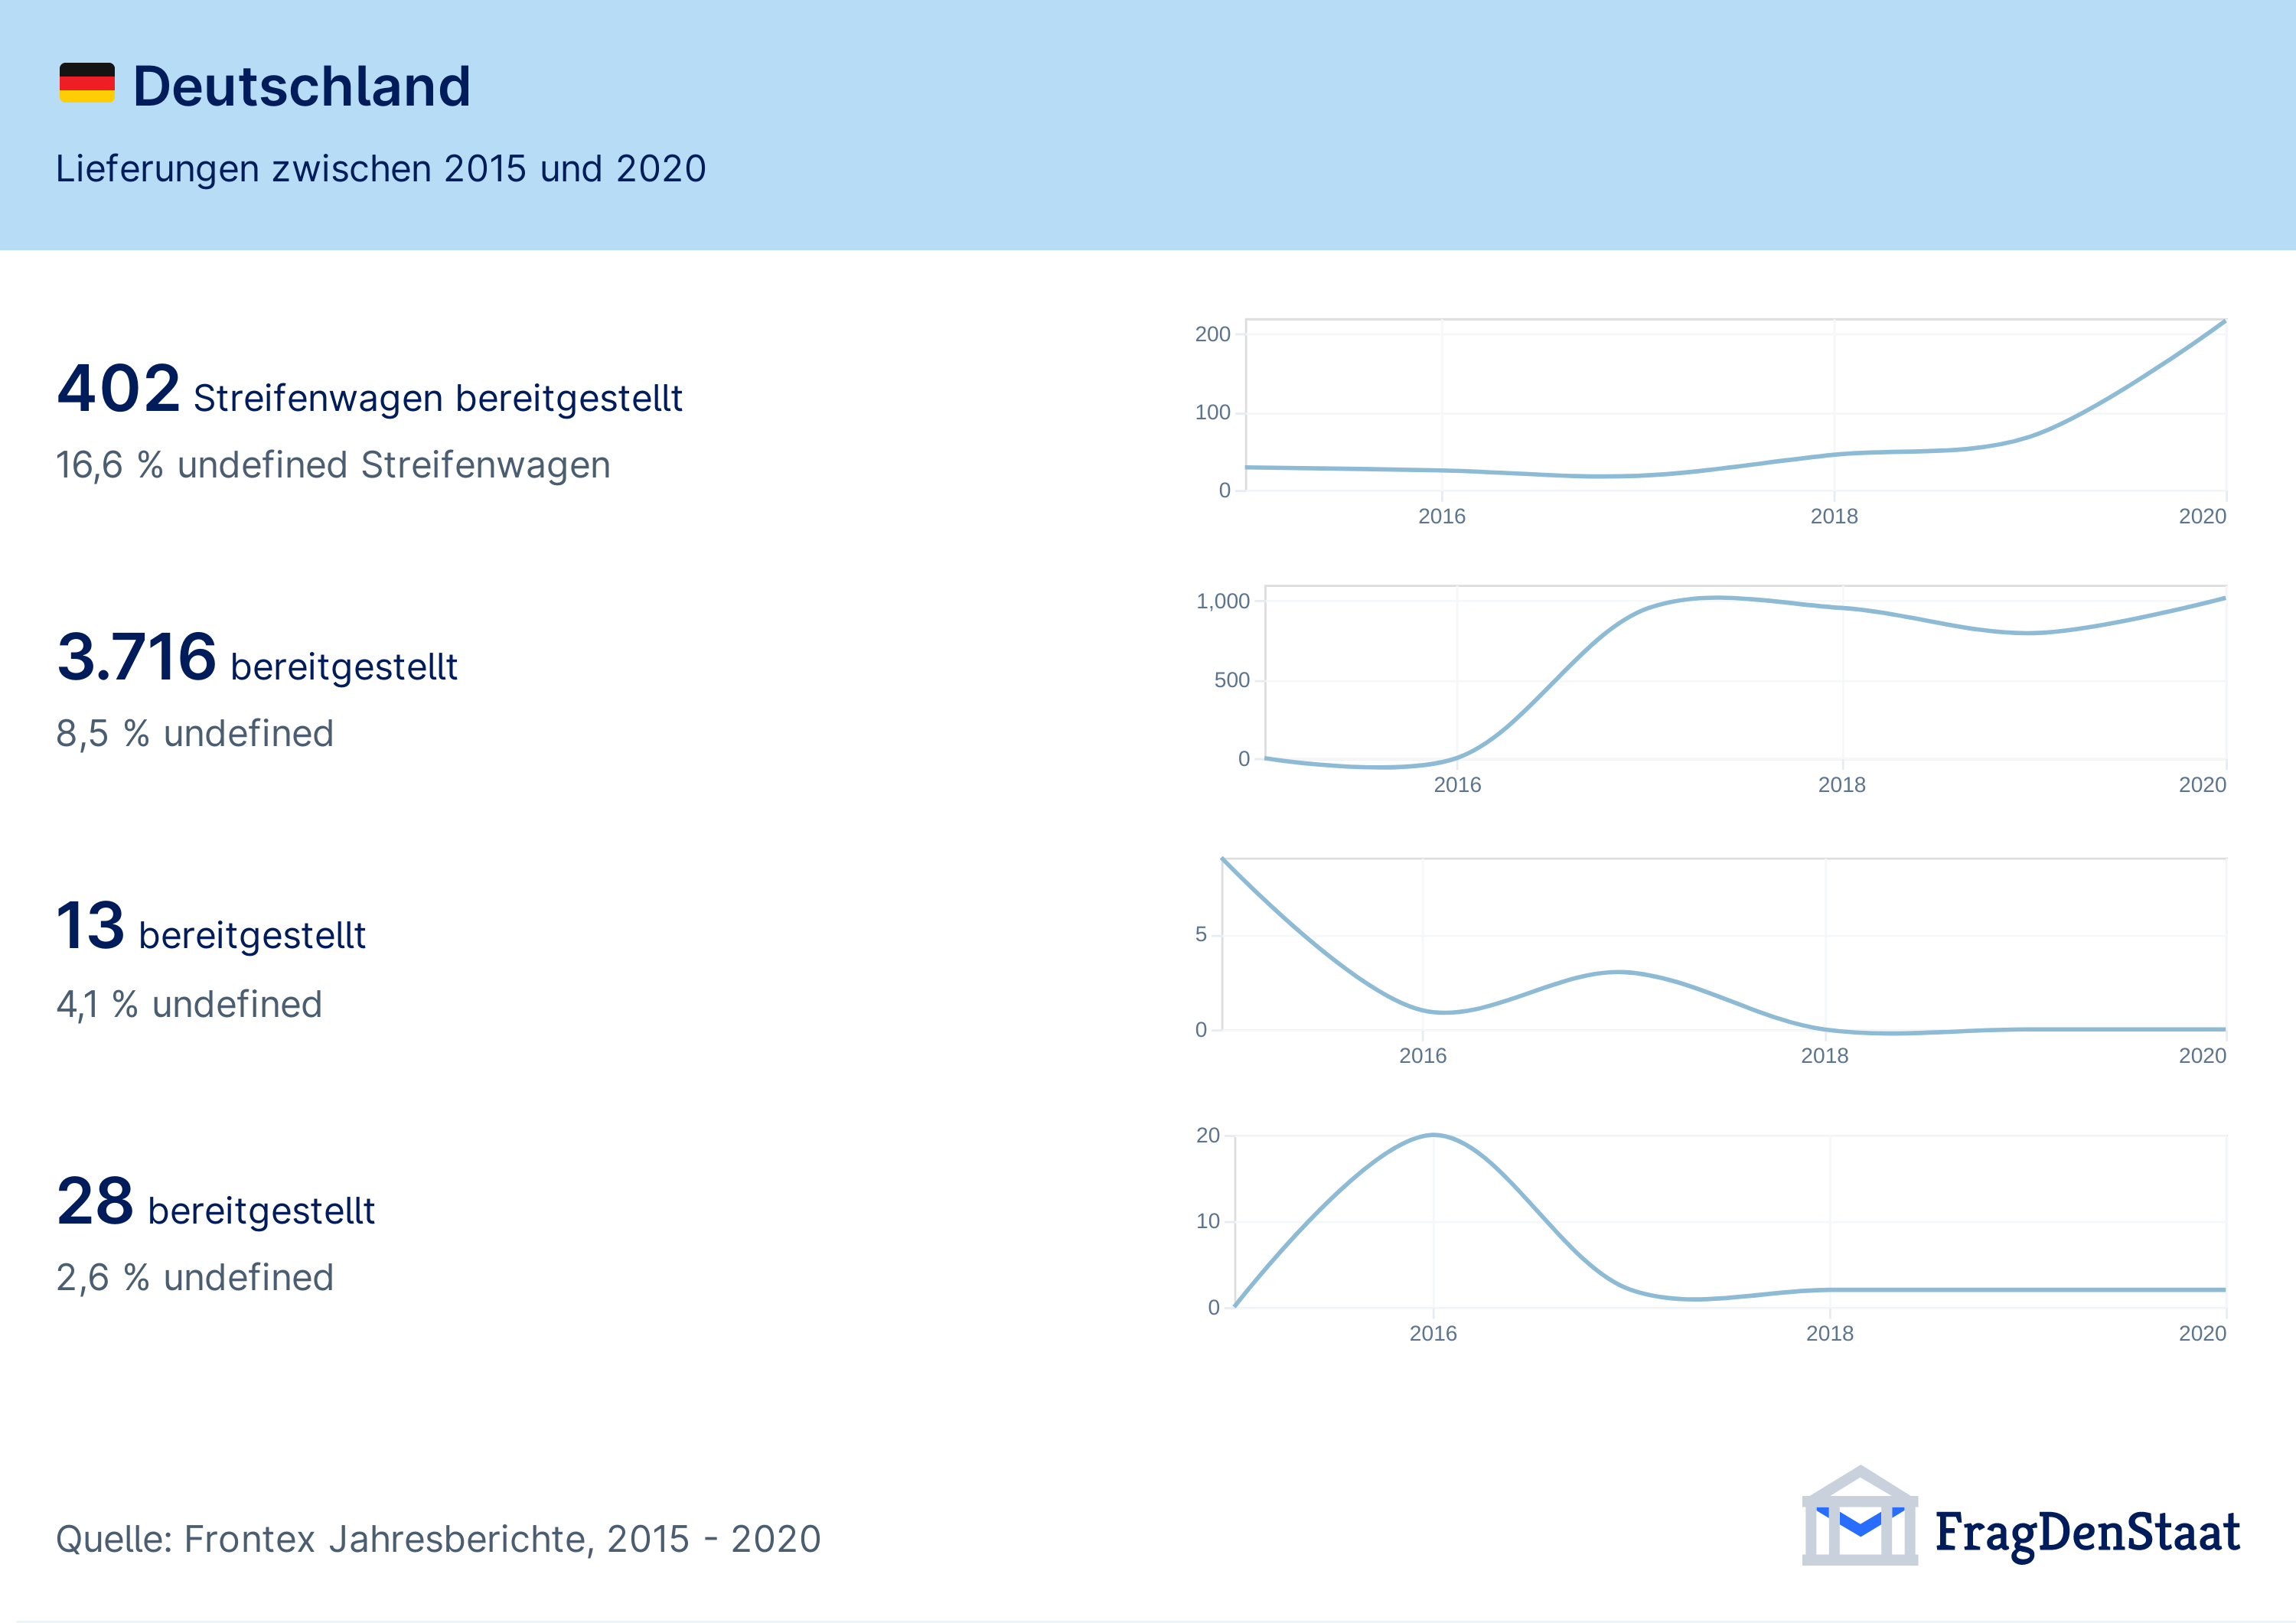 Deutschland
Lieferungen zwischen 2015 und 2020
402 Streifenwagen bereitgestellt
16,6 % undefined Streifenwagen
200
100
0
2016 2018 2020
3.716 bereitgestellt
8,5 % undefined
1,000
500
0
2016 2018 2020
13 bereitgestellt
4,1 % undefined
5
0
2016 2018 2020
28 bereitgestellt
2,6 % undefined
20
10
0
2016 2018 2020
Quelle: Frontex Jahresberichte, 2015 - 2020
FragDenStaat